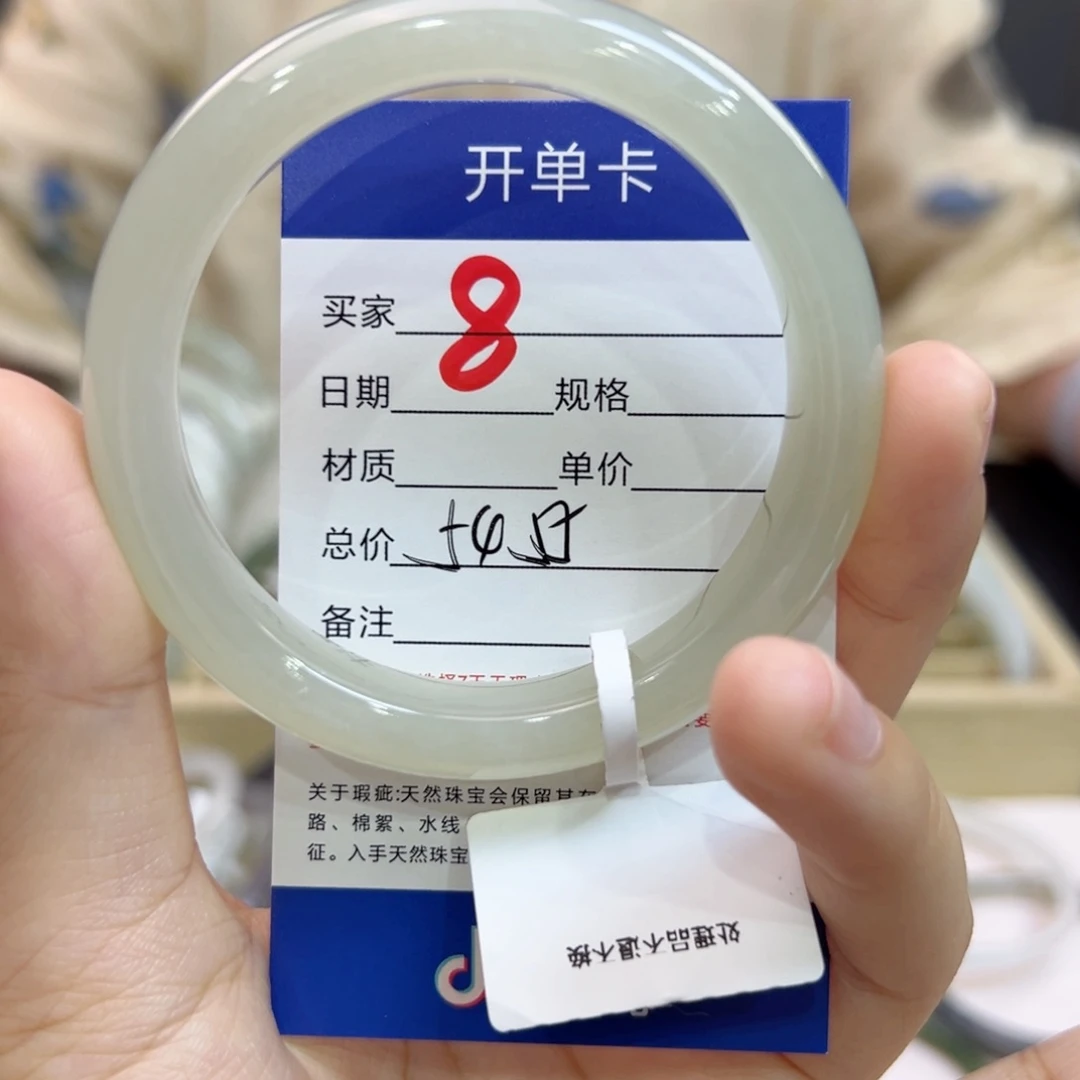 开单卡
买家 8
日期 规格
材质 单价
总价
备注
关于瑕疵:天然珠宝会保留其
路、棉絮、水线
征。入手天然珠宝
处理品不退不换